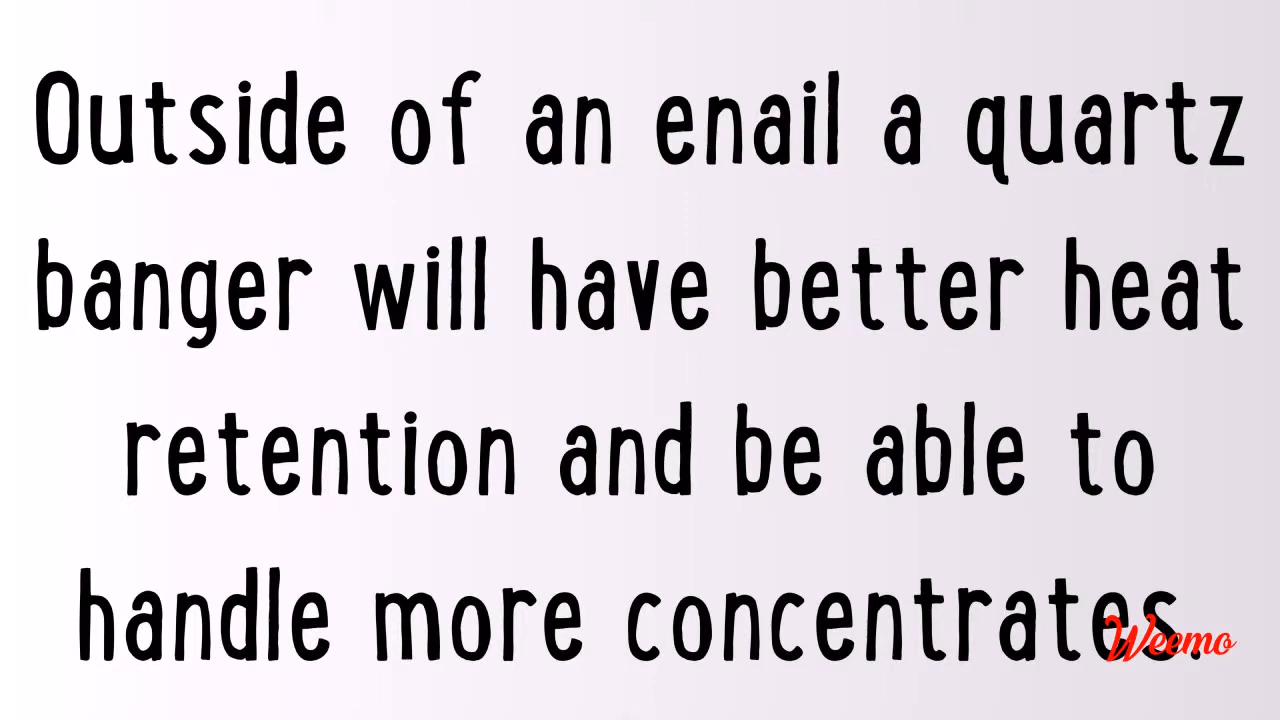 Outside of an enail a quartz
banger will have better heat
retention and be able to
handle more concentrates.
Weemo